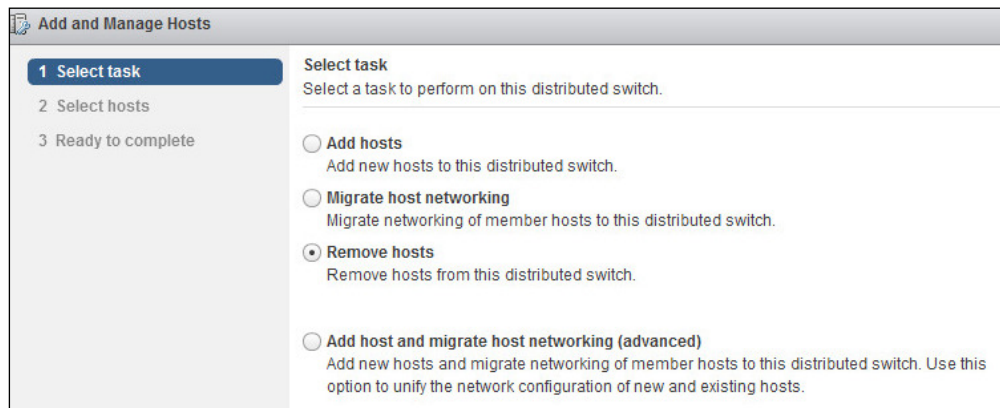 Add and Manage Hosts
1 Select task
2 Select hosts
3 Ready to complete
Select task
Select a task to perform on this distributed switch.
Add hosts
Add new hosts to this distributed switch.
Migrate host networking
Migrate networking of member hosts to this distributed switch.
Remove hosts
Remove hosts from this distributed switch.
Add host and migrate host networking (advanced)
Add new hosts and migrate networking of member hosts to this distributed switch. Use this
option to unify the network configuration of new and existing hosts.